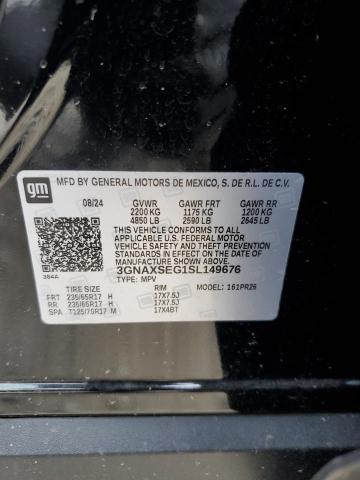 gm
MFD BY GENERAL MOTORS DE MEXICO, S. DE R.L. DE C.V.
08/24 GVWR GAWR FRT GAWR RR
2200 KG 1175 KG 1200 KG
4850 LB 2590 LB 2645 LB
THIS VEHICLE CONFORMS TO ALL
APPLICABLE U.S. FEDERAL MOTOR
VEHICLE SAFETY, BUMPER, AND THEFT
PREVENTION STANDARDS IN EFFECT ON
THE DATE OF MANUFACTURE SHOWN ABOVE.
384A 3GNAXSEG1SL149676
TYPE: MPV
TIRE SIZE RIM MODEL: 161PR26
FRT 235/65R17 H 17X7.5J
RR 235/65R17 H 17X7.5J
SPA T125/70R17 M 17X4BT